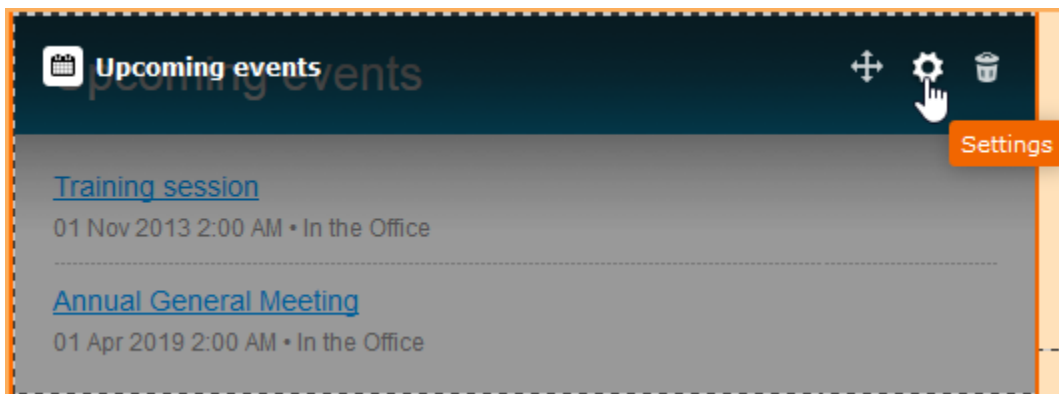 Upcoming events
Upcoming events
Settings
Training session
01 Nov 2013 2:00 AM • In the Office
Annual General Meeting
01 Apr 2019 2:00 AM • In the Office